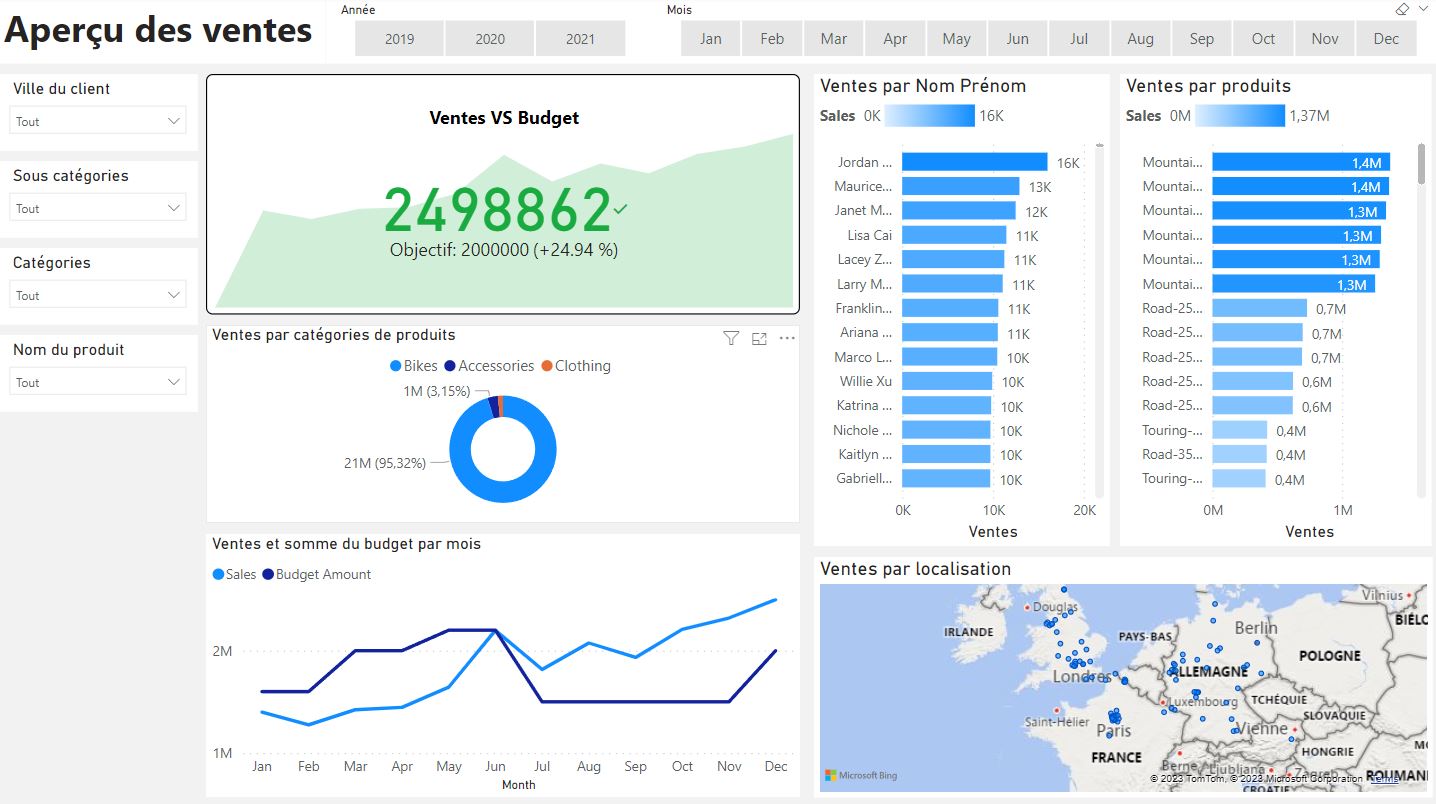 Aperçu des ventes
Année
2019 2020 2021
Mois
Jan Feb Mar Apr May Jun Jul Aug Sep Oct Nov Dec
Ville du client
Tout
Sous catégories
Tout
Catégories
Tout
Nom du produit
Tout
Ventes VS Budget
2498862
Objectif: 2000000 (+24.94 %)
Ventes par catégories de produits
Bikes Accessories Clothing
1M (3,15%)
21M (95,32%)
Ventes et somme du budget par mois
Sales Budget Amount
2M
1M
Jan Feb Mar Apr May Jun Jul Aug Sep Oct Nov Dec
Month
Ventes par Nom Prénom
Sales 0K 16K
Jordan ... 16K
Maurice... 13K
Janet M... 12K
Lisa Cai 11K
Lacey Z... 11K
Larry M... 11K
Franklin... 11K
Ariana ... 11K
Marco L... 10K
Willie Xu 10K
Katrina ... 10K
Nichole ... 10K
Kaitlyn ... 10K
Gabriell... 10K
0K 10K 20K
Ventes
Ventes par produits
Sales 0M 1,37M
Mountai... 1,4M
Mountai... 1,4M
Mountai... 1,3M
Mountai... 1,3M
Mountai... 1,3M
Mountai... 1,3M
Road-25... 0,7M
Road-25... 0,7M
Road-25... 0,7M
Road-25... 0,6M
Road-25... 0,6M
Touring-... 0,4M
Road-35... 0,4M
Touring-... 0,4M
0M 1M
Ventes
Ventes par localisation
Vilnius
Douglas
BIÉLO
IRLANDE
PAYS-BAS
Berlin
POLOGNE
Londres
ALLEMAGNE
Luxembourg
TCHÉQUIE
Saint-Hélier
SLOVAQUIE
Paris
Vienne
FRANCE
HONGRIE
MO
Berne
Ljubljana
Zagreb
ROUMAN
CROATIE
Microsoft Bing
© 2023 TomTom, © 2023 Microsoft Corporation Terms